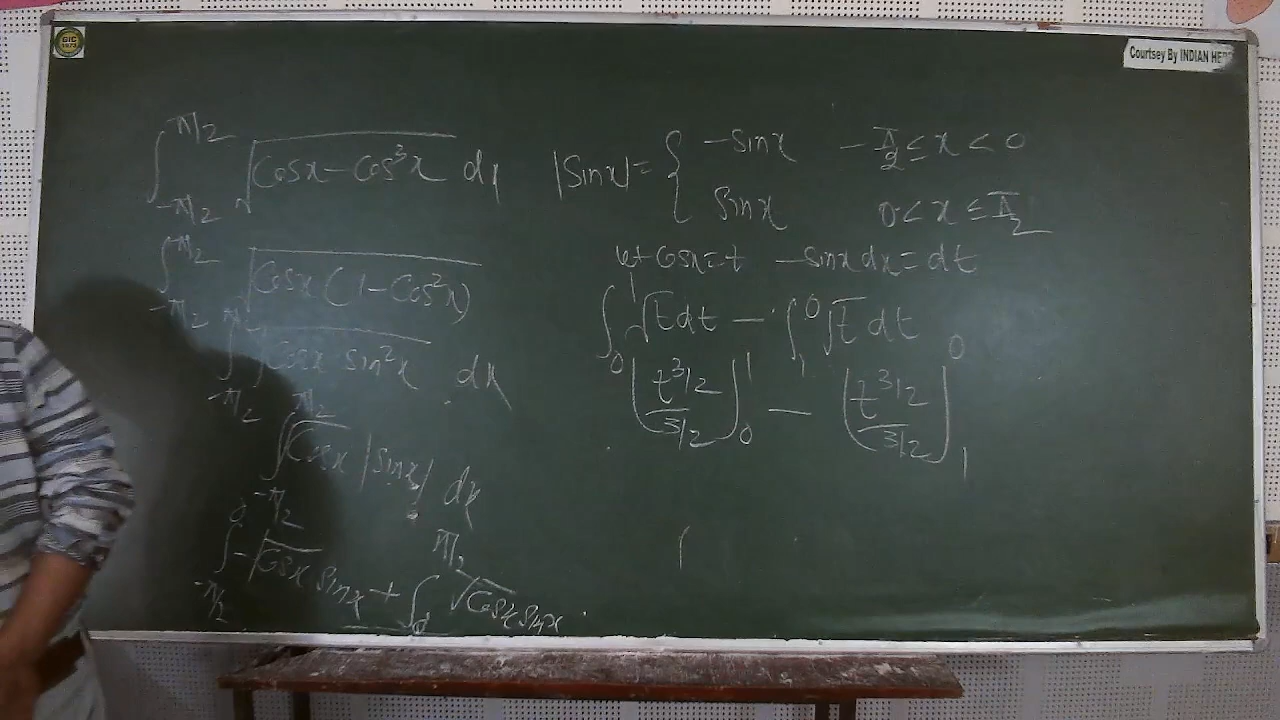 GIC
1973
Courtsey By INDIAN HE
∫_{-π/2}^{π/2} √(Cosx − Cos³x) dx
∫_{-π/2}^{π/2} √(Cosx (1 − Cos²x))
∫_{-π/2}^{π/2} √(Cosx sin²x) dx
∫_{-π/2}^{π/2} √Cosx |Sinx| dx
∫_{-π/2}^{0} −√Cosx sinx + ∫_{0}^{π/2} √Cosx sinx
|Sinx| = { −sinx   −π/2 ≤ x < 0
Sinx   0 < x ≤ π/2
let Cosx = t   −sinx dx = dt
∫_0^1 √t dt − ∫_1^0 √t dt
[t^{3/2} / 3/2]_0^1 − [t^{3/2} / 3/2]_1^0
(